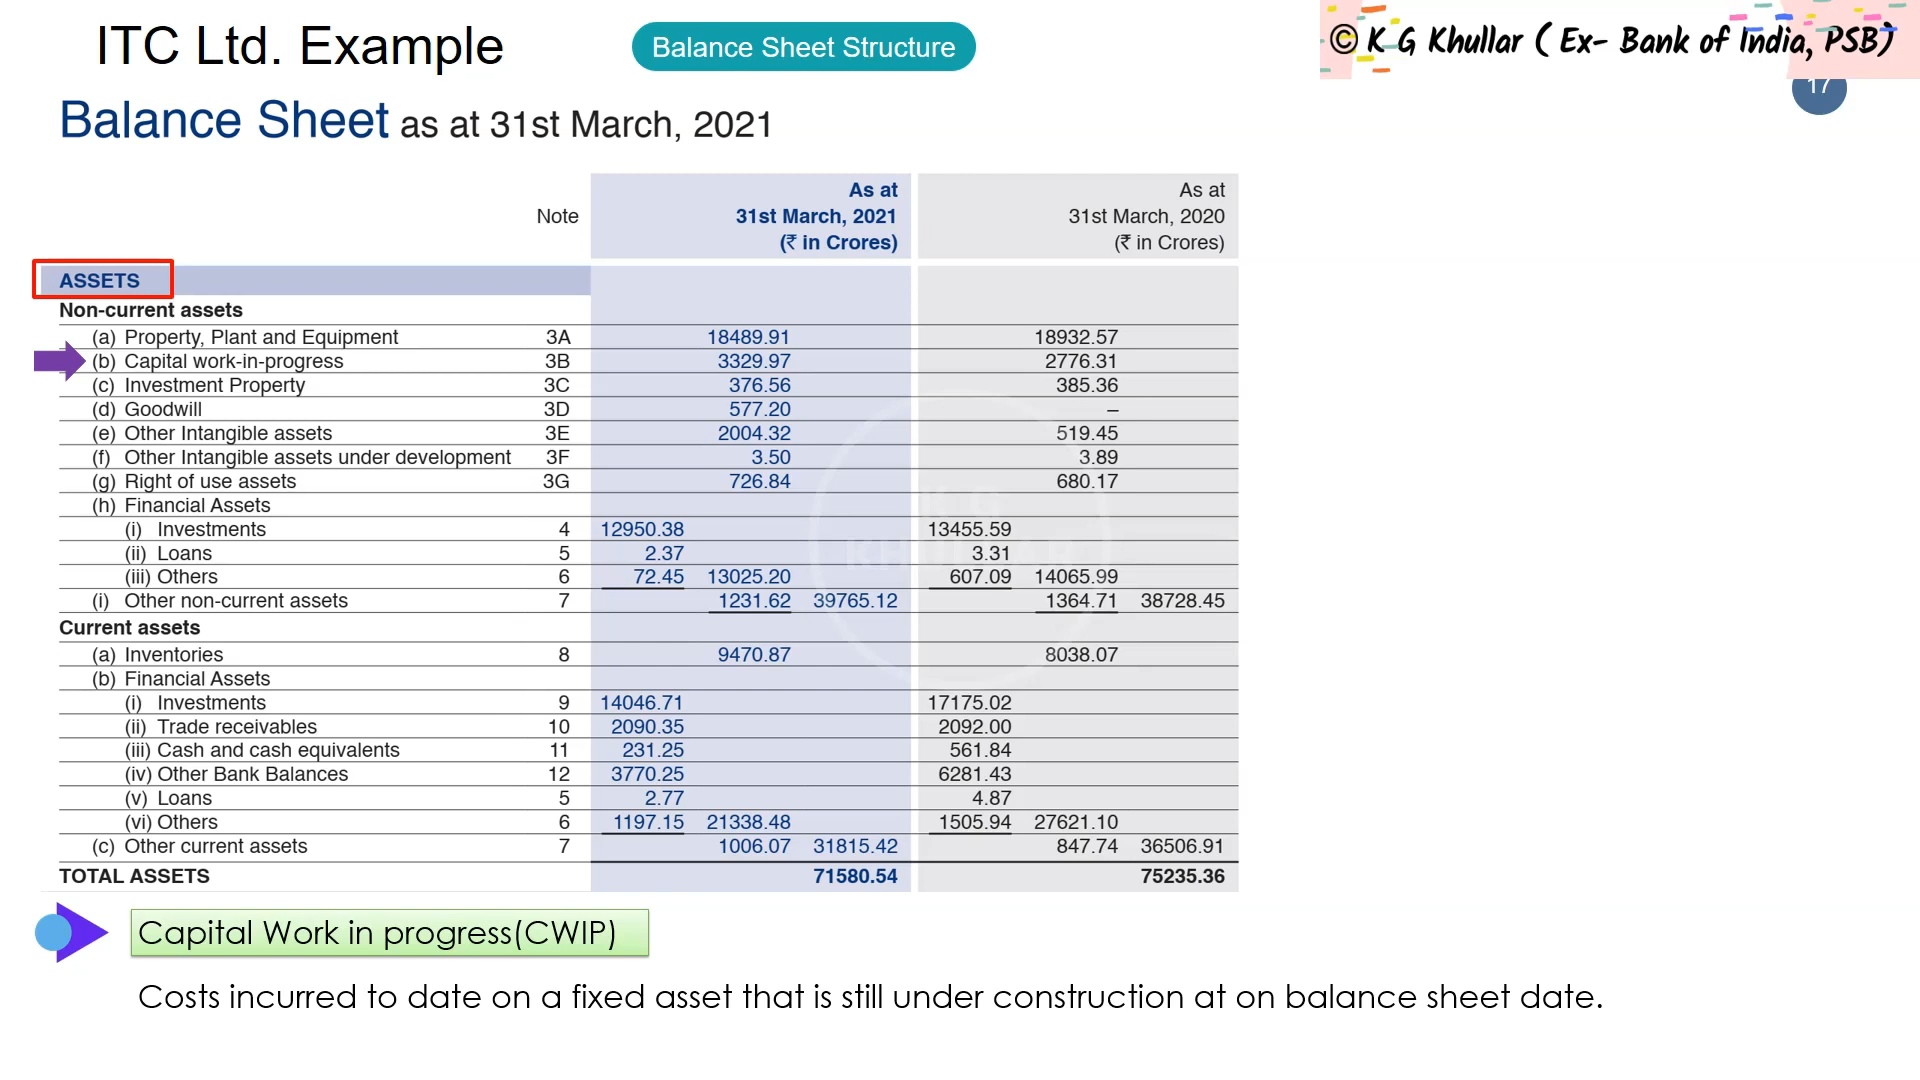 ITC Ltd. Example
Balance Sheet Structure
© K G Khullar ( Ex- Bank of India, PSB)
17
Balance Sheet as at 31st March, 2021
Note
As at
31st March, 2021
(₹ in Crores)
As at
31st March, 2020
(₹ in Crores)
ASSETS
Non-current assets
(a) Property, Plant and Equipment 3A 18489.91 18932.57
(b) Capital work-in-progress 3B 3329.97 2776.31
(c) Investment Property 3C 376.56 385.36
(d) Goodwill 3D 577.20 –
(e) Other Intangible assets 3E 2004.32 519.45
(f) Other Intangible assets under development 3F 3.50 3.89
(g) Right of use assets 3G 726.84 680.17
(h) Financial Assets
(i) Investments 4 12950.38 13455.59
(ii) Loans 5 2.37 3.31
(iii) Others 6 72.45 13025.20 607.09 14065.99
(i) Other non-current assets 7 1231.62 39765.12 1364.71 38728.45
Current assets
(a) Inventories 8 9470.87 8038.07
(b) Financial Assets
(i) Investments 9 14046.71 17175.02
(ii) Trade receivables 10 2090.35 2092.00
(iii) Cash and cash equivalents 11 231.25 561.84
(iv) Other Bank Balances 12 3770.25 6281.43
(v) Loans 5 2.77 4.87
(vi) Others 6 1197.15 21338.48 1505.94 27621.10
(c) Other current assets 7 1006.07 31815.42 847.74 36506.91
TOTAL ASSETS 71580.54 75235.36
K G
KHULLAR
Capital Work in progress(CWIP)
Costs incurred to date on a fixed asset that is still under construction at on balance sheet date.